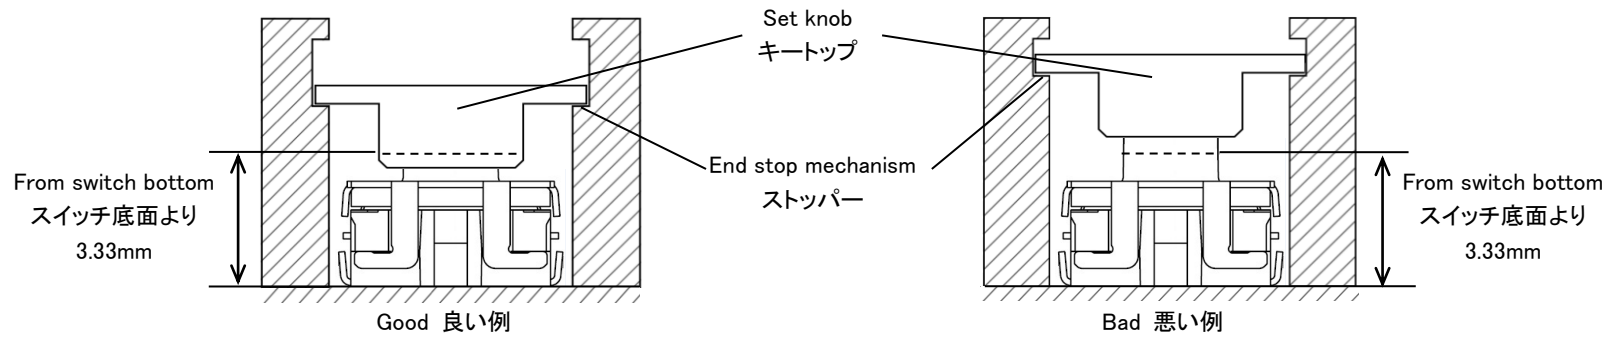 Set knob
キートップ
End stop mechanism
ストッパー
From switch bottom
スイッチ底面より
3.33mm
From switch bottom
スイッチ底面より
3.33mm
Good 良い例
Bad 悪い例